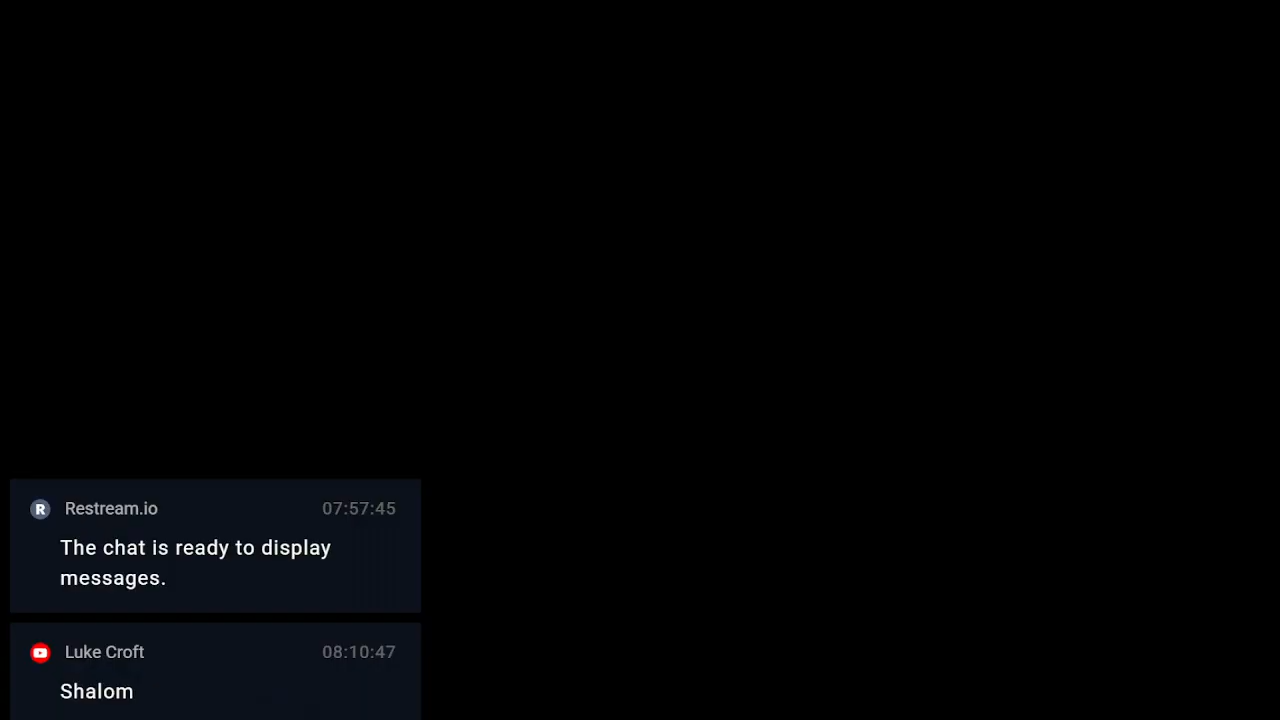 R Restream.io 07:57:45
The chat is ready to display
messages.
Luke Croft 08:10:47
Shalom